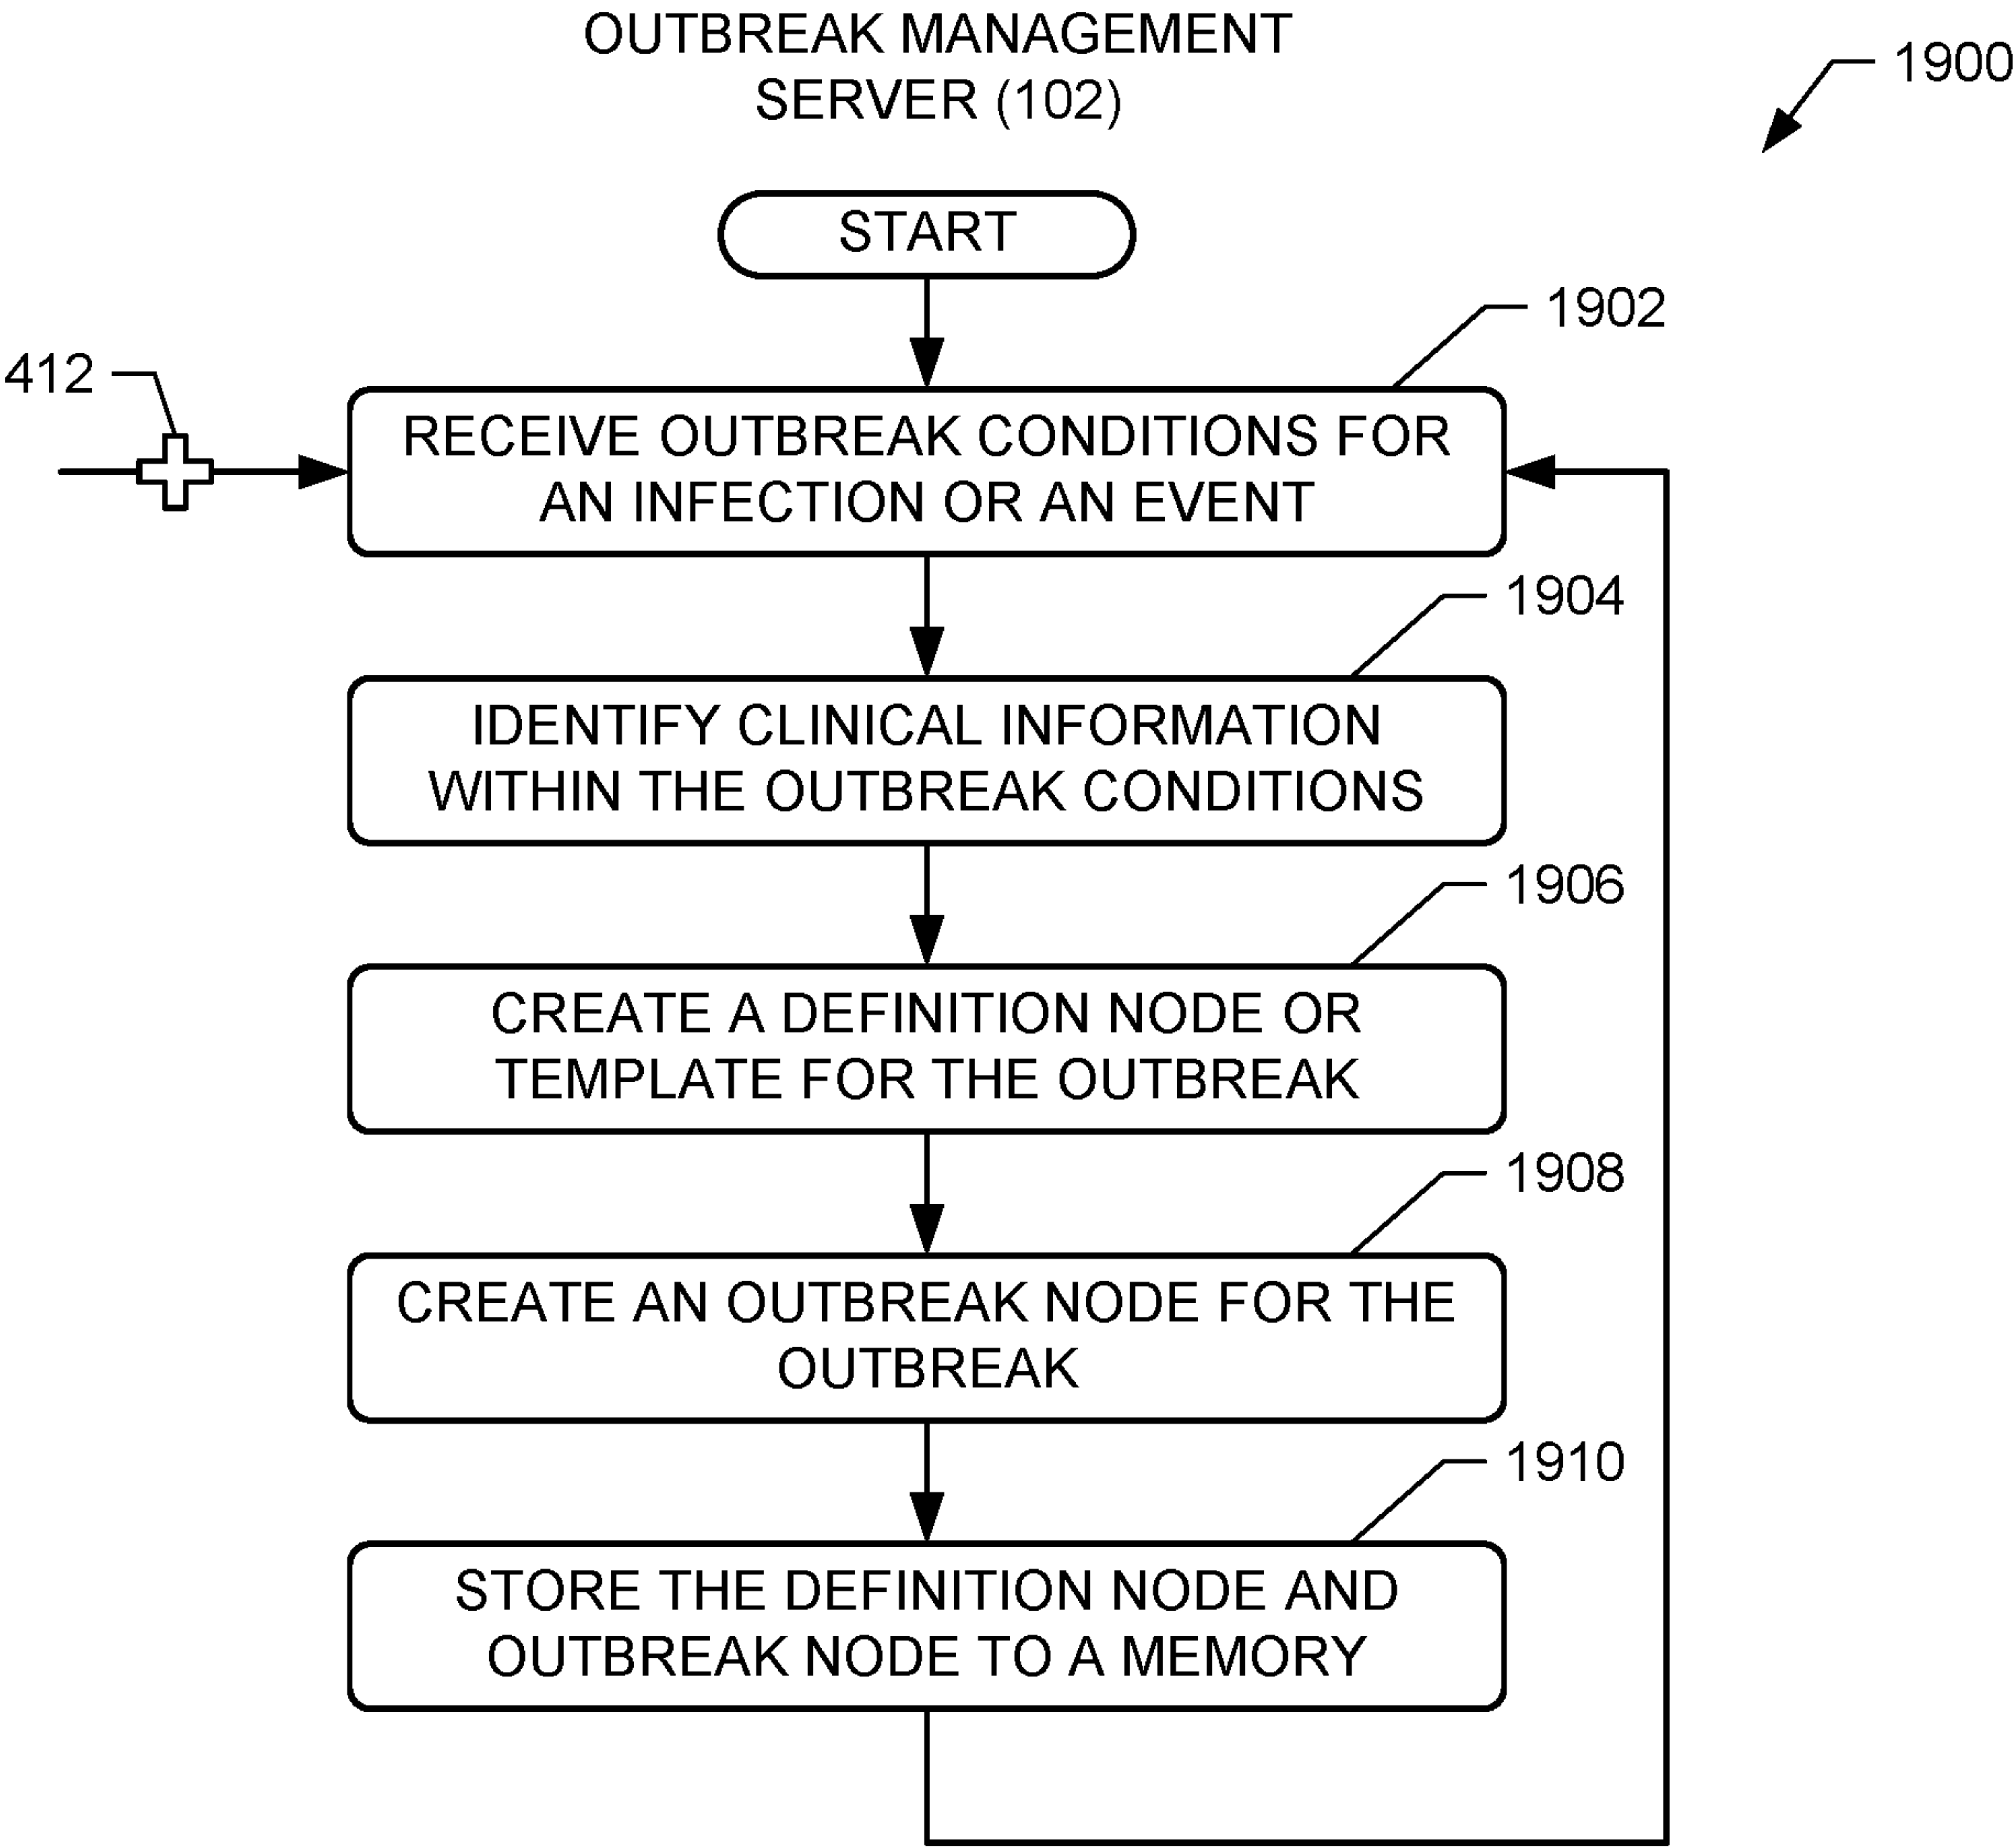 OUTBREAK MANAGEMENT
SERVER (102)
1900
START
1902
412
RECEIVE OUTBREAK CONDITIONS FOR
AN INFECTION OR AN EVENT
1904
IDENTIFY CLINICAL INFORMATION
WITHIN THE OUTBREAK CONDITIONS
1906
CREATE A DEFINITION NODE OR
TEMPLATE FOR THE OUTBREAK
1908
CREATE AN OUTBREAK NODE FOR THE
OUTBREAK
1910
STORE THE DEFINITION NODE AND
OUTBREAK NODE TO A MEMORY